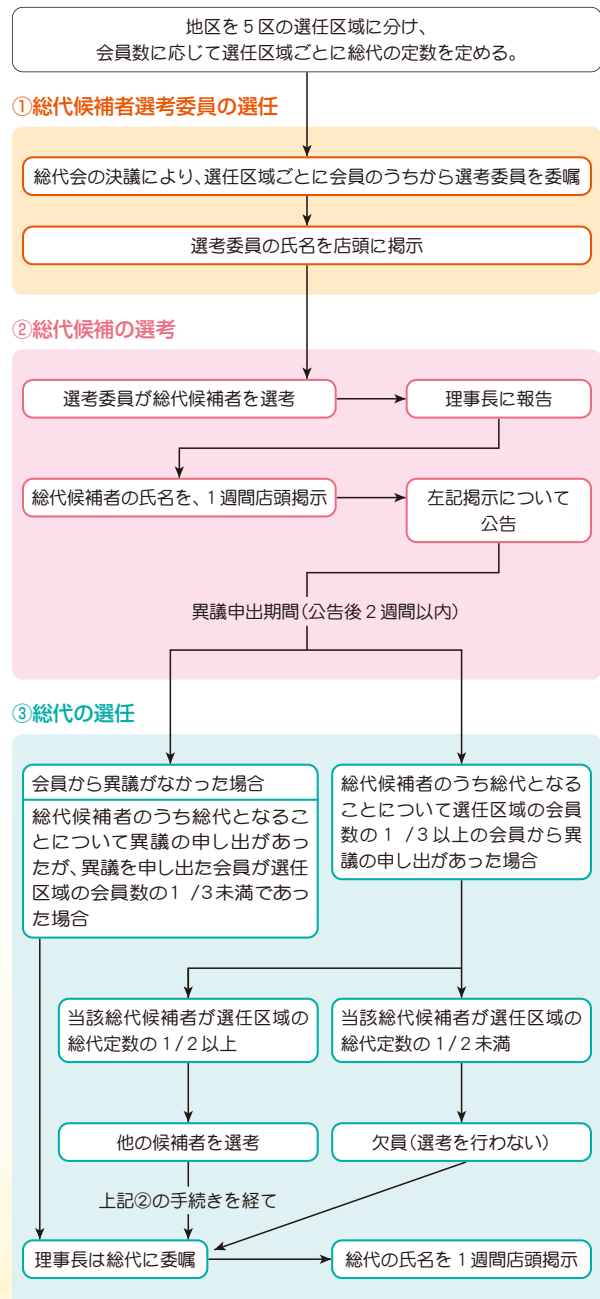 地区を5区の選任区域に分け、
会員数に応じて選任区域ごとに総代の定数を定める。
①総代候補者選考委員の選任
総代会の決議により、選任区域ごとに会員のうちから選考委員を委嘱
選考委員の氏名を店頭に掲示
②総代候補の選考
選考委員が総代候補者を選考
理事長に報告
総代候補者の氏名を、1週間店頭掲示
左記掲示について
公告
異議申出期間(公告後2週間以内)
③総代の選任
会員から異議がなかった場合
総代候補者のうち総代となるこ
とについて異議の申し出があっ
たが、異議を申し出た会員が選任
区域の会員数の1 /3未満であっ
た場合
総代候補者のうち総代となる
ことについて選任区域の会員
数の1 /3以上の会員から異
議の申し出があった場合
当該総代候補者が選任区域の
総代定数の1/2以上
当該総代候補者が選任区域の
総代定数の1/2未満
他の候補者を選考
欠員(選考を行わない)
上記②の手続きを経て
理事長は総代に委嘱
総代の氏名を1週間店頭掲示